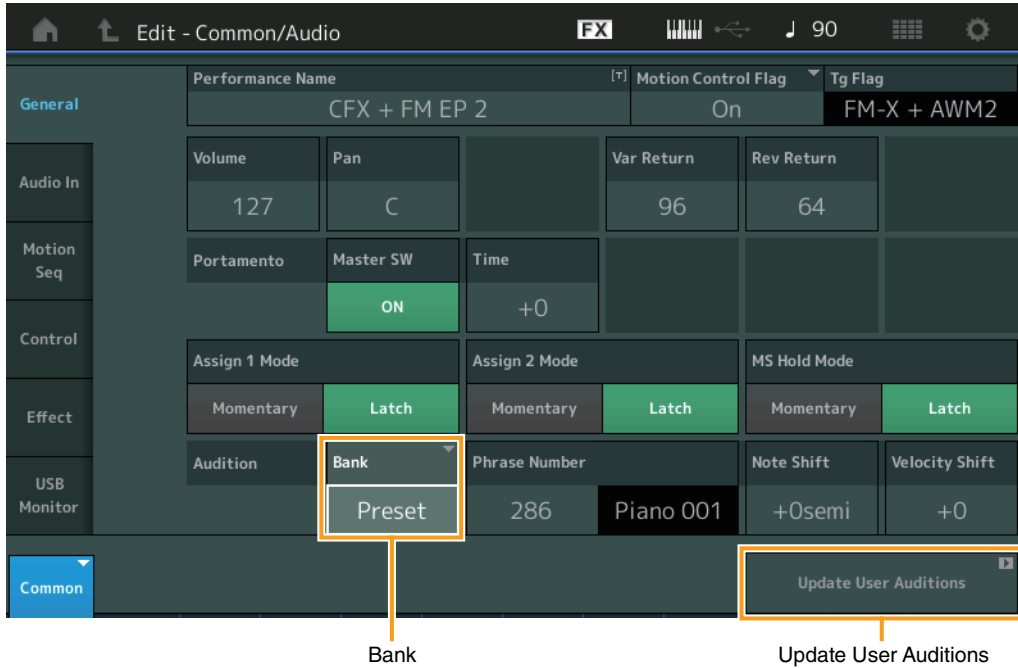 Edit - Common/Audio FX 90
General
Performance Name [T] Motion Control Flag Tg Flag
CFX + FM EP 2 On FM-X + AWM2
Audio In
Volume Pan Var Return Rev Return
127 C 96 64
Motion Seq
Portamento Master SW Time
ON +0
Control
Assign 1 Mode Assign 2 Mode MS Hold Mode
Momentary Latch Momentary Latch Momentary Latch
Effect
Audition Bank Phrase Number Note Shift Velocity Shift
Preset 286 Piano 001 +0semi +0
USB Monitor
Common Update User Auditions
Bank Update User Auditions